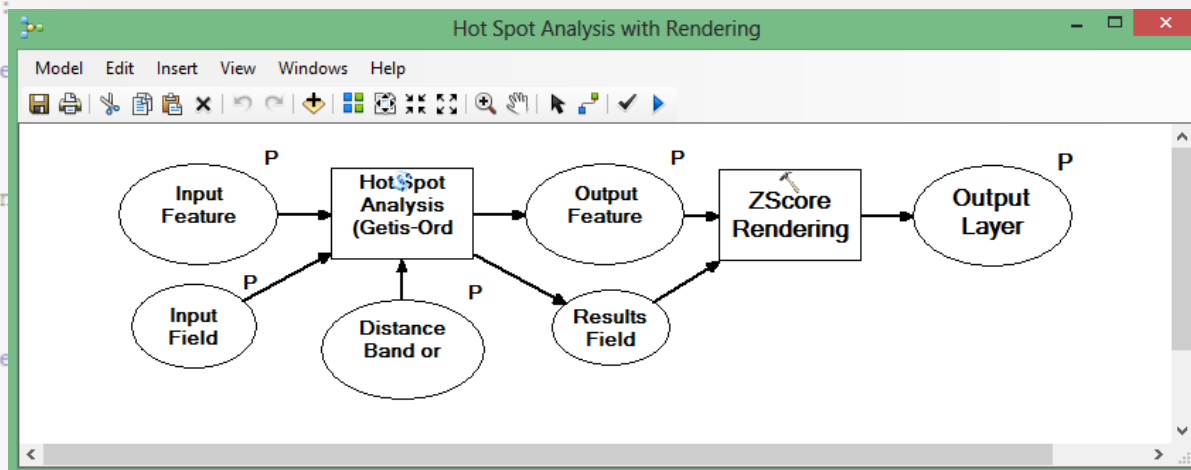 Hot Spot Analysis with Rendering
Model Edit Insert View Windows Help
P
Input
Feature
Hot Spot
Analysis
(Getis-Ord
P
Output
Feature
ZScore
Rendering
P
Output
Layer
P
Input
Field
P
Distance
Band or
Results
Field